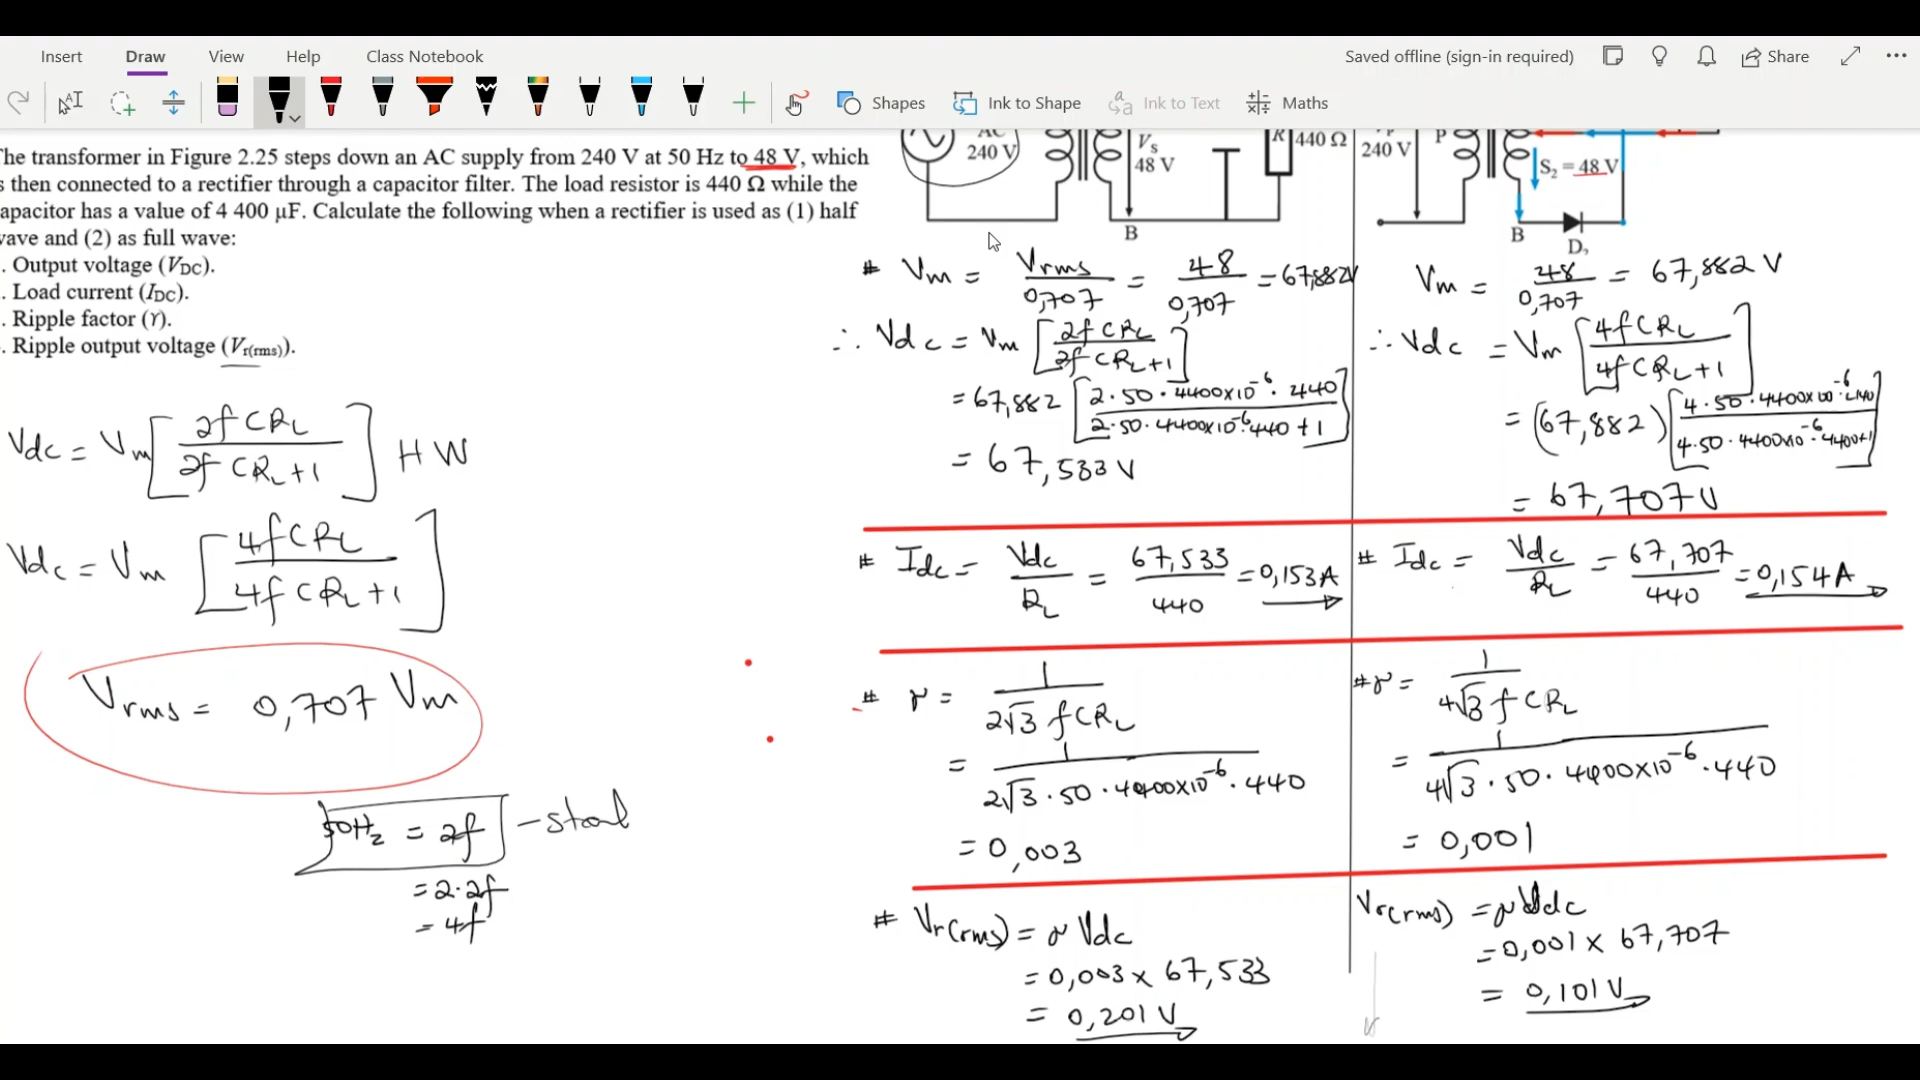 Insert Draw View Help Class Notebook Saved offline (sign-in required) Share
Shapes Ink to Shape Ink to Text Maths
he transformer in Figure 2.25 steps down an AC supply from 240 V at 50 Hz to 48 V, which
s then connected to a rectifier through a capacitor filter. The load resistor is 440 Ω while the
apacitor has a value of 4 400 µF. Calculate the following when a rectifier is used as (1) half
ave and (2) as full wave:
. Output voltage (VDC).
. Load current (IDC).
. Ripple factor (ϒ).
. Ripple output voltage (Vr(rms)).
Vdc = Vm [2fCRL / 2fCRL+1] HW
Vdc = Vm [4fCRL / 4fCRL+1]
Vrms = 0,707 Vm
50Hz = 2f
= 2·2f
= 4f
AC
240 V
Vs
48 V
R 440 Ω
B
# Vm = Vrms / 0,707 = 48 / 0,707 = 67,882V
∴ Vdc = Vm [2fCRL / 2fCRL+1]
= 67,882 [2·50·4400x10⁻⁶·440 / 2·50·4400x10⁻⁶·440+1]
= 67,533 V
# Idc = Vdc / RL = 67,533 / 440 = 0,153A
# r = 1 / 2√3 fCRL
= 1 / 2√3·50·4400x10⁻⁶·440
= 0,003
# Vr(rms) = r Vdc
= 0,003 x 67,533
= 0,201 V
240 V
P
S2 = 48 V
B
D2
Vm = 48 / 0,707 = 67,882 V
∴ Vdc = Vm [4fCRL / 4fCRL+1]
= (67,882) [4·50·4400x10⁻⁶·440 / 4·50·4400x10⁻⁶·440+1]
= 67,707V
# Idc = Vdc / RL = 67,707 / 440 = 0,154A
# r = 1 / 4√3 fCRL
= 1 / 4√3·50·4400x10⁻⁶·440
= 0,001
Vr(rms) = r Vdc
= 0,001 x 67,707
= 0,101 V